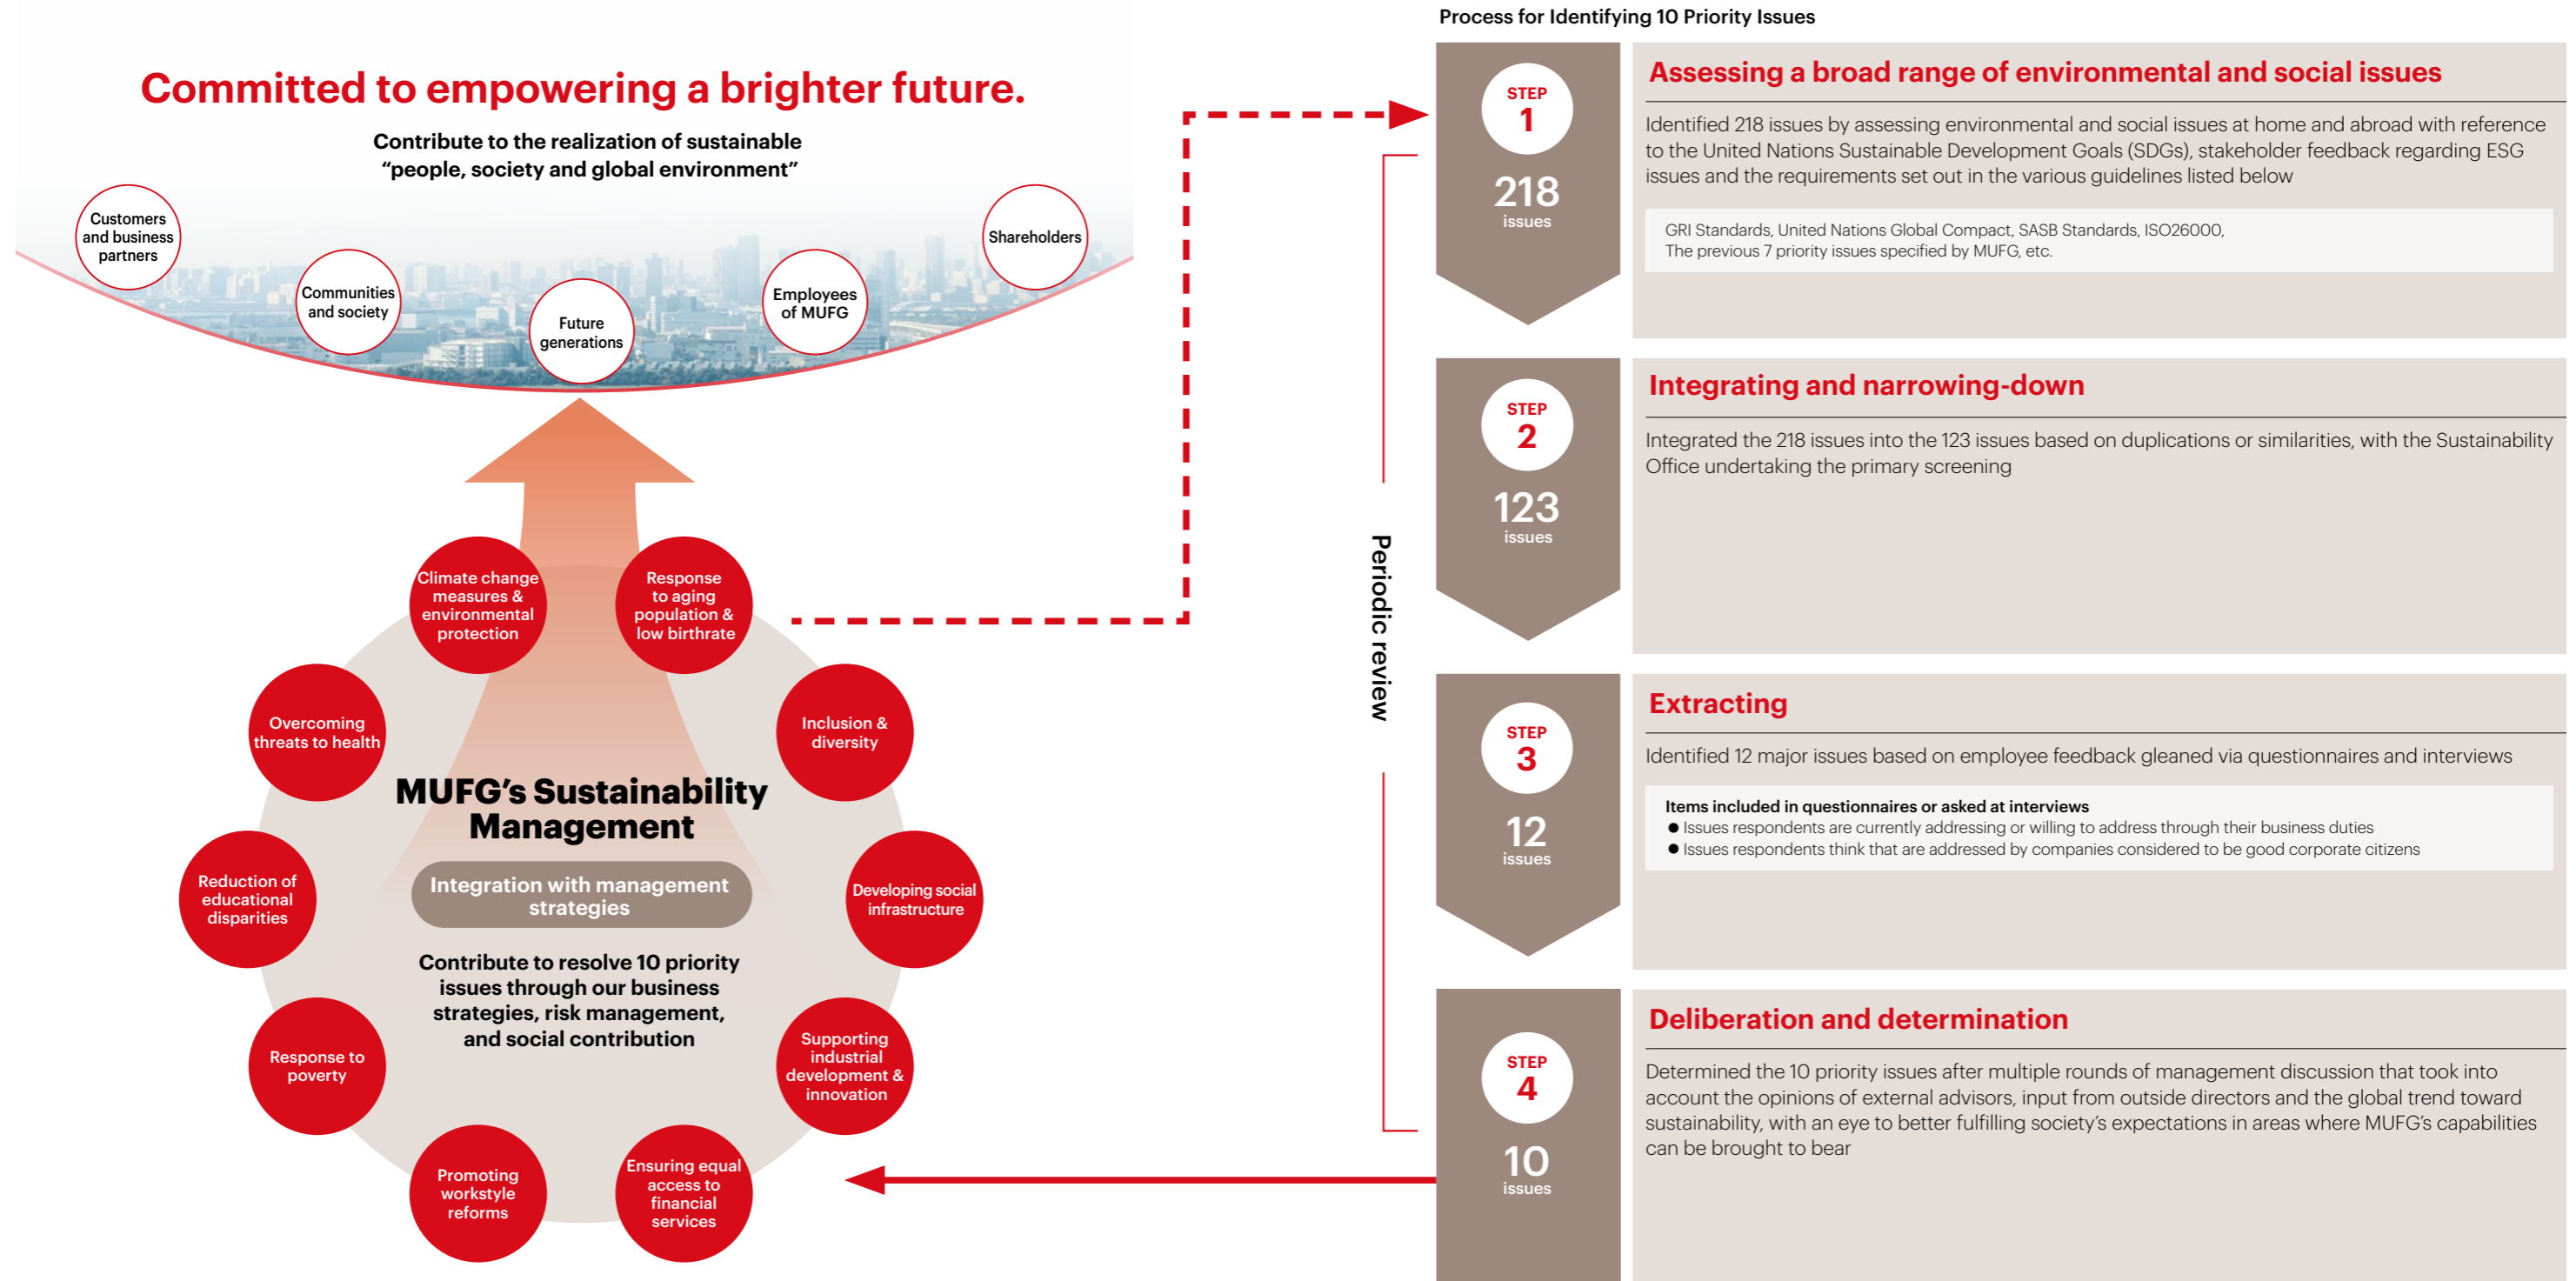 Committed to empowering a brighter future.
Contribute to the realization of sustainable
“people, society and global environment”
Customers
and business
partners
Communities
and society
Future
generations
Employees
of MUFG
Shareholders
Climate change
measures &
environmental
protection
Response
to aging
population &
low birthrate
Overcoming
threats to health
Inclusion &
diversity
MUFG’s Sustainability
Management
Integration with management
strategies
Contribute to resolve 10 priority
issues through our business
strategies, risk management,
and social contribution
Reduction of
educational
disparities
Developing social
infrastructure
Response to
poverty
Supporting
industrial
development &
innovation
Promoting
workstyle
reforms
Ensuring equal
access to
financial
services
Periodic review
Process for Identifying 10 Priority Issues
STEP
1
218
issues
Assessing a broad range of environmental and social issues
Identified 218 issues by assessing environmental and social issues at home and abroad with reference
to the United Nations Sustainable Development Goals (SDGs), stakeholder feedback regarding ESG
issues and the requirements set out in the various guidelines listed below
GRI Standards, United Nations Global Compact, SASB Standards, ISO26000,
The previous 7 priority issues specified by MUFG, etc.
STEP
2
123
issues
Integrating and narrowing-down
Integrated the 218 issues into the 123 issues based on duplications or similarities, with the Sustainability
Office undertaking the primary screening
STEP
3
12
issues
Extracting
Identified 12 major issues based on employee feedback gleaned via questionnaires and interviews
Items included in questionnaires or asked at interviews
● Issues respondents are currently addressing or willing to address through their business duties
● Issues respondents think that are addressed by companies considered to be good corporate citizens
STEP
4
10
issues
Deliberation and determination
Determined the 10 priority issues after multiple rounds of management discussion that took into
account the opinions of external advisors, input from outside directors and the global trend toward
sustainability, with an eye to better fulfilling society’s expectations in areas where MUFG’s capabilities
can be brought to bear